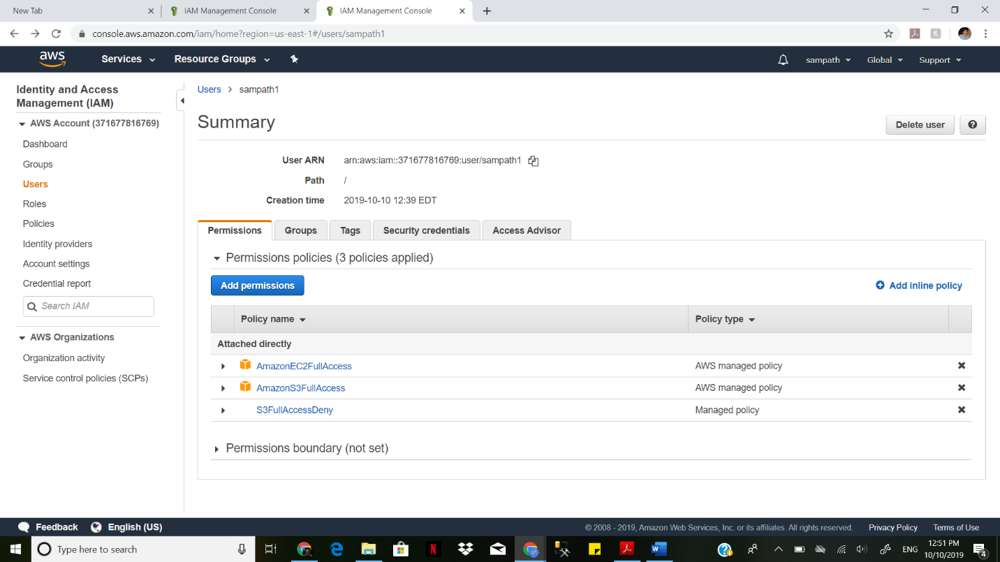 New Tab
IAM Management Console
IAM Management Console
console.aws.amazon.com/iam/home?region=us-east-1#/users/sampath1
aws
Services
Resource Groups
sampath
Global
Support
Identity and Access
Management (IAM)
AWS Account (371677816769)
Dashboard
Groups
Users
Roles
Policies
Identity providers
Account settings
Credential report
Search IAM
AWS Organizations
Organization activity
Service control policies (SCPs)
Users > sampath1
Summary
Delete user
User ARN arn:aws:iam::371677816769:user/sampath1
Path /
Creation time 2019-10-10 12:39 EDT
Permissions Groups Tags Security credentials Access Advisor
Permissions policies (3 policies applied)
Add permissions
Add inline policy
Policy name Policy type
Attached directly
AmazonEC2FullAccess AWS managed policy
AmazonS3FullAccess AWS managed policy
S3FullAccessDeny Managed policy
Permissions boundary (not set)
Feedback
English (US)
© 2008 - 2019, Amazon Web Services, Inc. or its affiliates. All rights reserved.
Privacy Policy
Terms of Use
Type here to search
ENG
12:51 PM
10/10/2019
4